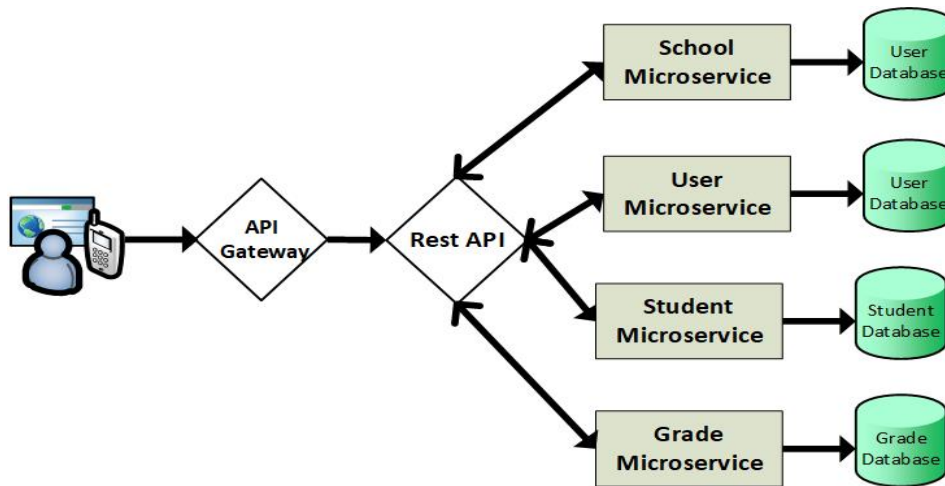 School
Microservice
User
Database
API
Gateway
Rest API
User
Microservice
User
Database
Student
Microservice
Student
Database
Grade
Microservice
Grade
Database